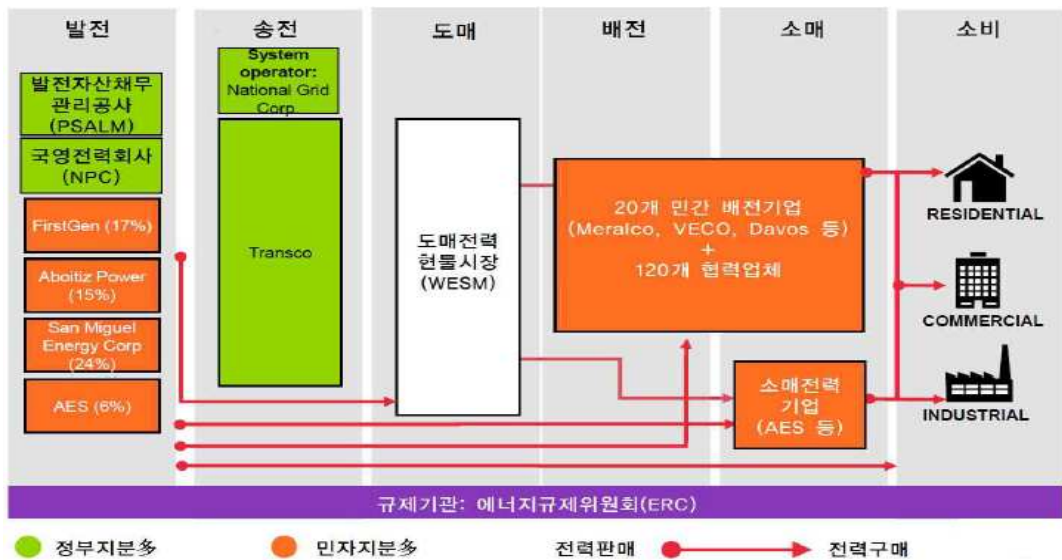 발전
송전
도매
배전
소매
소비
발전자산채무
관리공사
(PSALM)
국영전력회사
(NPC)
FirstGen (17%)
Aboitiz Power
(15%)
San Miguel
Energy Corp
(24%)
AES (6%)
System
operator:
National Grid
Corp
Transco
도매전력
현물시장
(WESM)
20개 민간 배전기업
(Meralco, VECO, Davos 등)
+
120개 협력업체
소매전력
기업
(AES 등)
RESIDENTIAL
COMMERCIAL
INDUSTRIAL
규제기관: 에너지규제위원회(ERC)
정부지분多
민자지분多
전력판매
전력구매